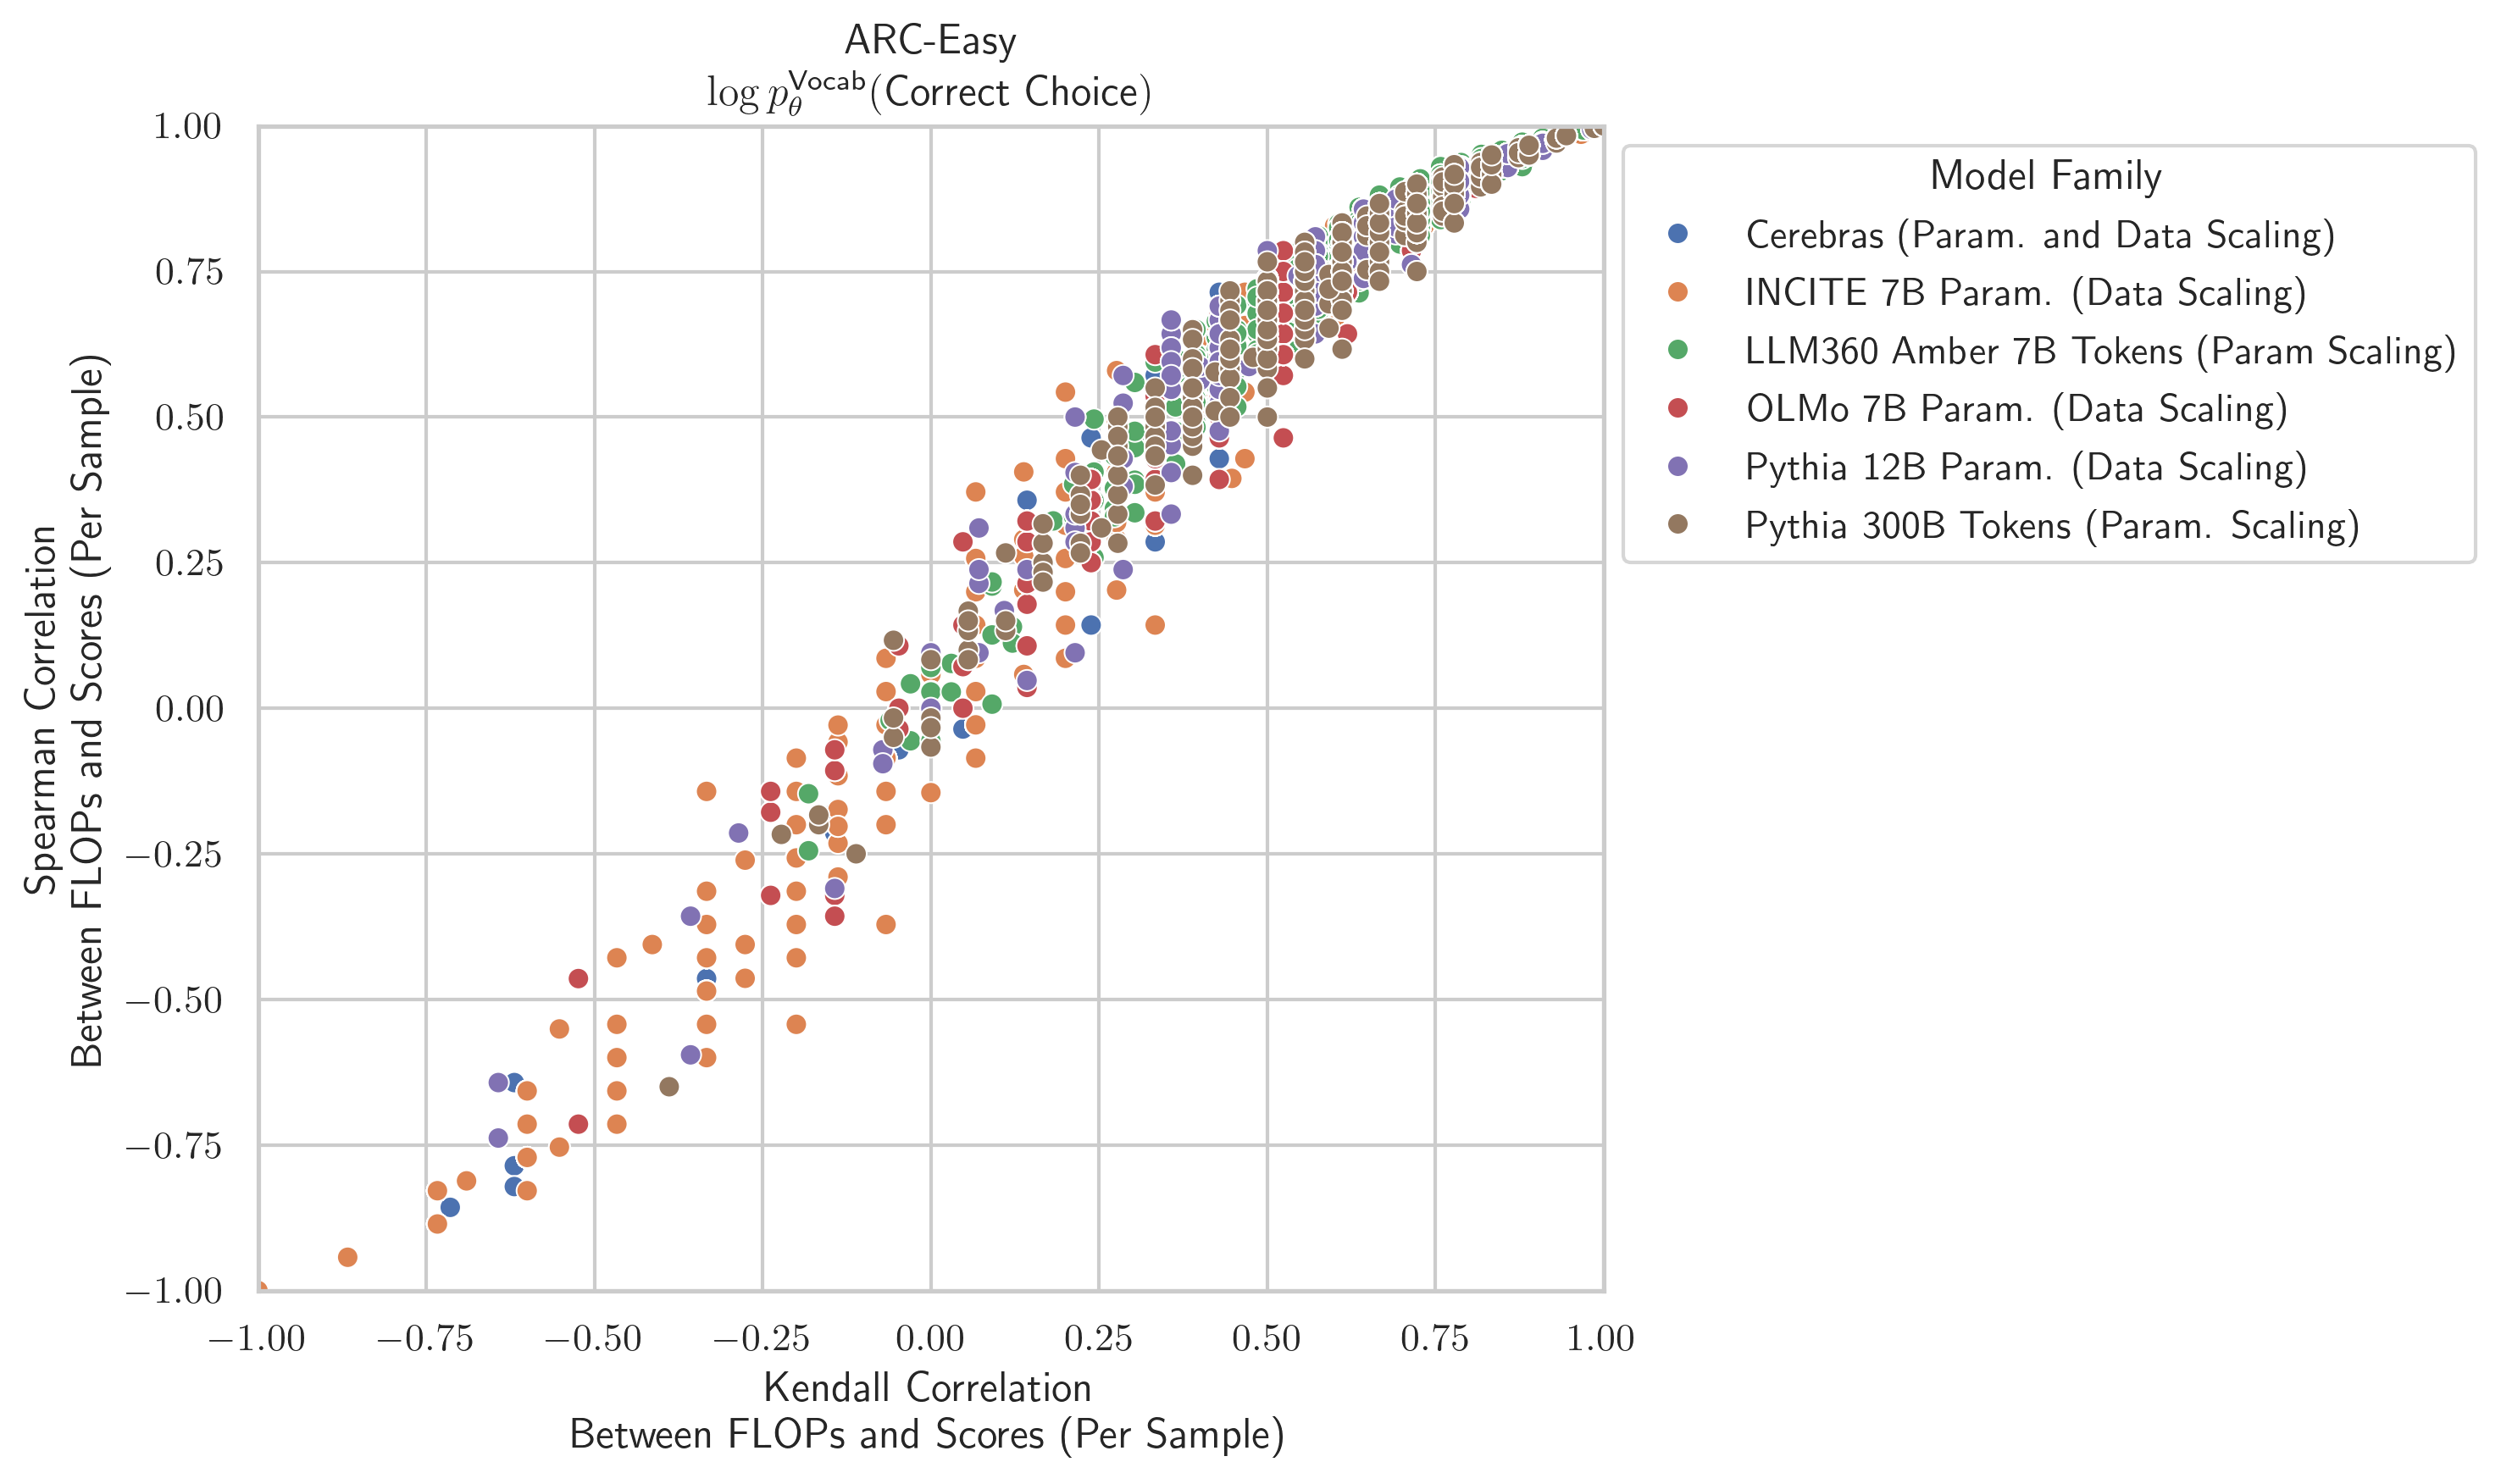 ARC-Easy
log p_θ^Vocab(Correct Choice)
Spearman Correlation
Between FLOPs and Scores (Per Sample)
1.00
0.75
0.50
0.25
0.00
−0.25
−0.50
−0.75
−1.00
−1.00 −0.75 −0.50 −0.25 0.00 0.25 0.50 0.75 1.00
Kendall Correlation
Between FLOPs and Scores (Per Sample)
Model Family
Cerebras (Param. and Data Scaling)
INCITE 7B Param. (Data Scaling)
LLM360 Amber 7B Tokens (Param Scaling)
OLMo 7B Param. (Data Scaling)
Pythia 12B Param. (Data Scaling)
Pythia 300B Tokens (Param. Scaling)